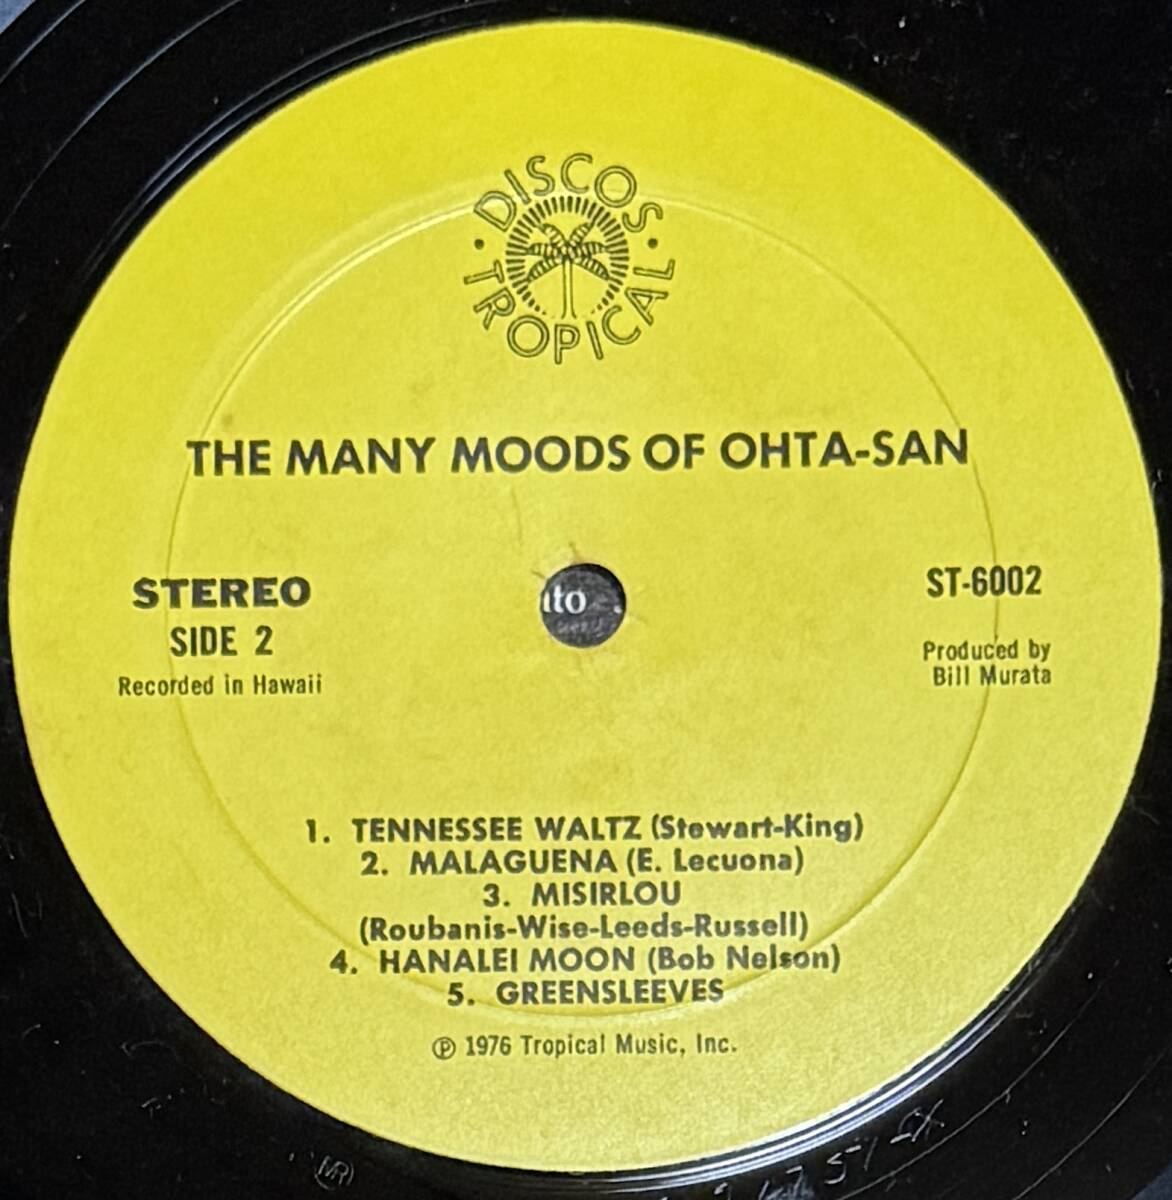 DISCOS
TROPICAL
THE MANY MOODS OF OHTA-SAN
STEREO
SIDE 2
Recorded in Hawaii
ST-6002
Produced by
Bill Murata
ito
1. TENNESSEE WALTZ (Stewart-King)
2. MALAGUENA (E. Lecuona)
3. MISIRLOU
(Roubanis-Wise-Leeds-Russell)
4. HANALEI MOON (Bob Nelson)
5. GREENSLEEVES
℗ 1976 Tropical Music, Inc.
MR